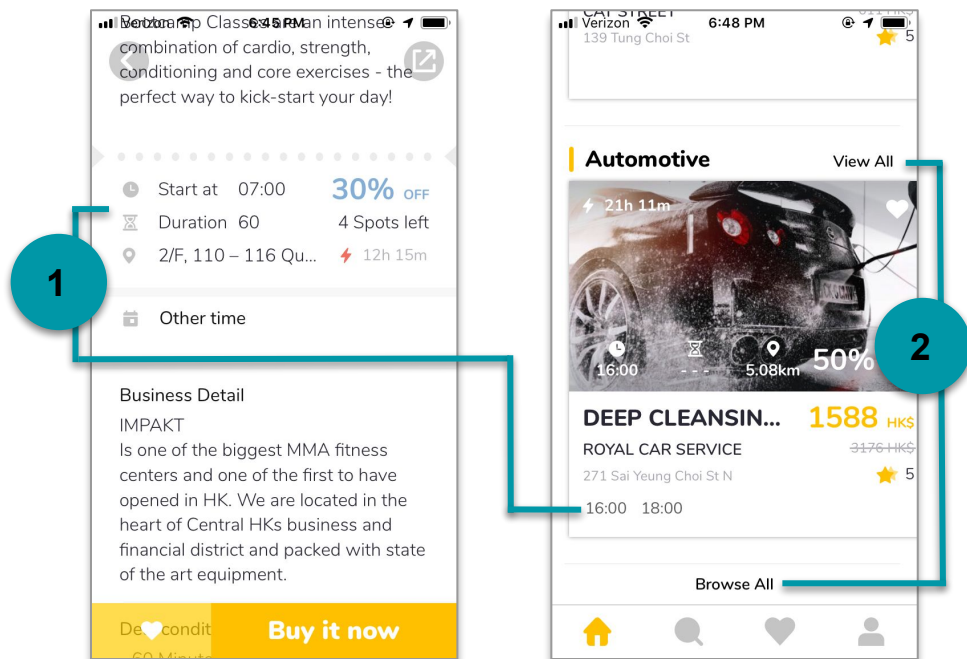 Verizon 6:45 PM
Bootcamp Classes are an intense
combination of cardio, strength,
conditioning and core exercises - the
perfect way to kick-start your day!
Start at 07:00 30% OFF
Duration 60 4 Spots left
2/F, 110 – 116 Qu... 12h 15m
Other time
1
Business Detail
IMPAKT
Is one of the biggest MMA fitness
centers and one of the first to have
opened in HK. We are located in the
heart of Central HKs business and
financial district and packed with state
of the art equipment.
Buy it now
60 Minute
Verizon 6:48 PM
CAT STREET
139 Tung Choi St 5
Automotive View All
21h 11m
16:00 - - - 5.08km 50%
2
DEEP CLEANSIN... 1588 HK$
ROYAL CAR SERVICE 3176 HK$
271 Sai Yeung Choi St N 5
16:00 18:00
Browse All